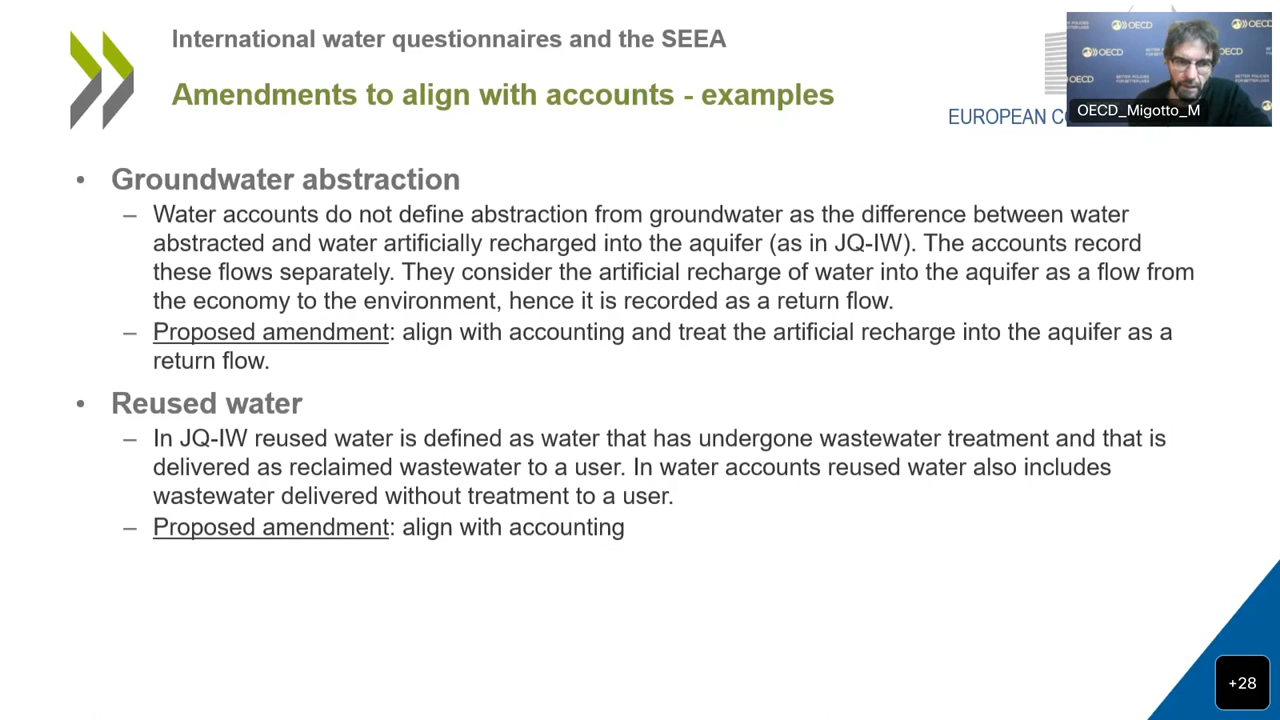 International water questionnaires and the SEEA
Amendments to align with accounts - examples
EUROPEAN
OECD
OECD
OECD
OECD
OECD
OECD_Migotto_M
• Groundwater abstraction
– Water accounts do not define abstraction from groundwater as the difference between water
abstracted and water artificially recharged into the aquifer (as in JQ-IW). The accounts record
these flows separately. They consider the artificial recharge of water into the aquifer as a flow from
the economy to the environment, hence it is recorded as a return flow.
– Proposed amendment: align with accounting and treat the artificial recharge into the aquifer as a
return flow.
• Reused water
– In JQ-IW reused water is defined as water that has undergone wastewater treatment and that is
delivered as reclaimed wastewater to a user. In water accounts reused water also includes
wastewater delivered without treatment to a user.
– Proposed amendment: align with accounting
+28